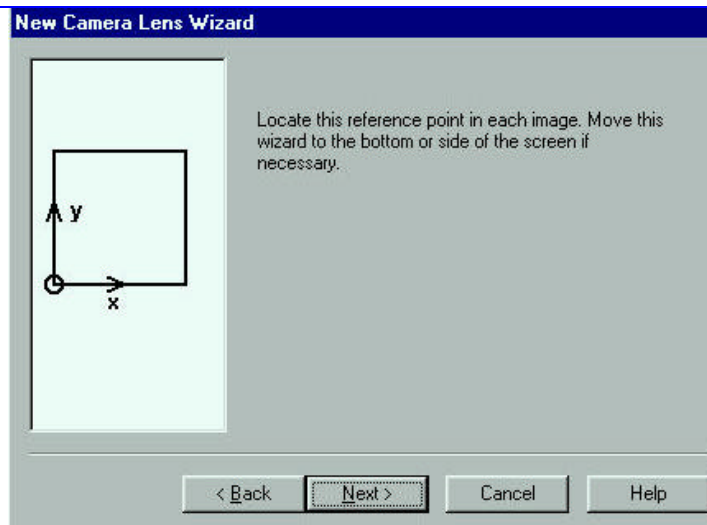 New Camera Lens Wizard
Locate this reference point in each image. Move this
wizard to the bottom or side of the screen if
necessary.
y
x
< Back
Next >
Cancel
Help